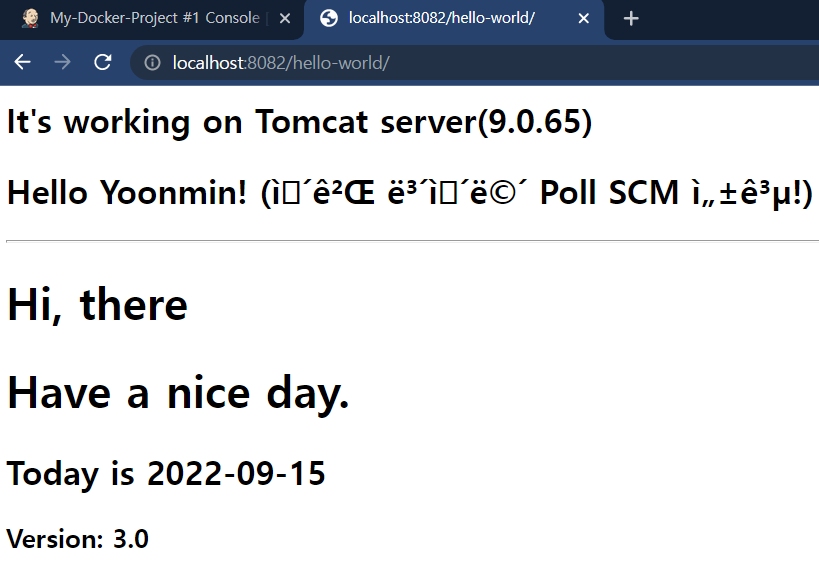 My-Docker-Project #1 Console
localhost:8082/hello-world/
localhost:8082/hello-world/
It's working on Tomcat server(9.0.65)
Hello Yoonmin! (ì□´ê²Œ ë³´ì□´ë©´ Poll SCM ì„±ê³µ!)
Hi, there
Have a nice day.
Today is 2022-09-15
Version: 3.0